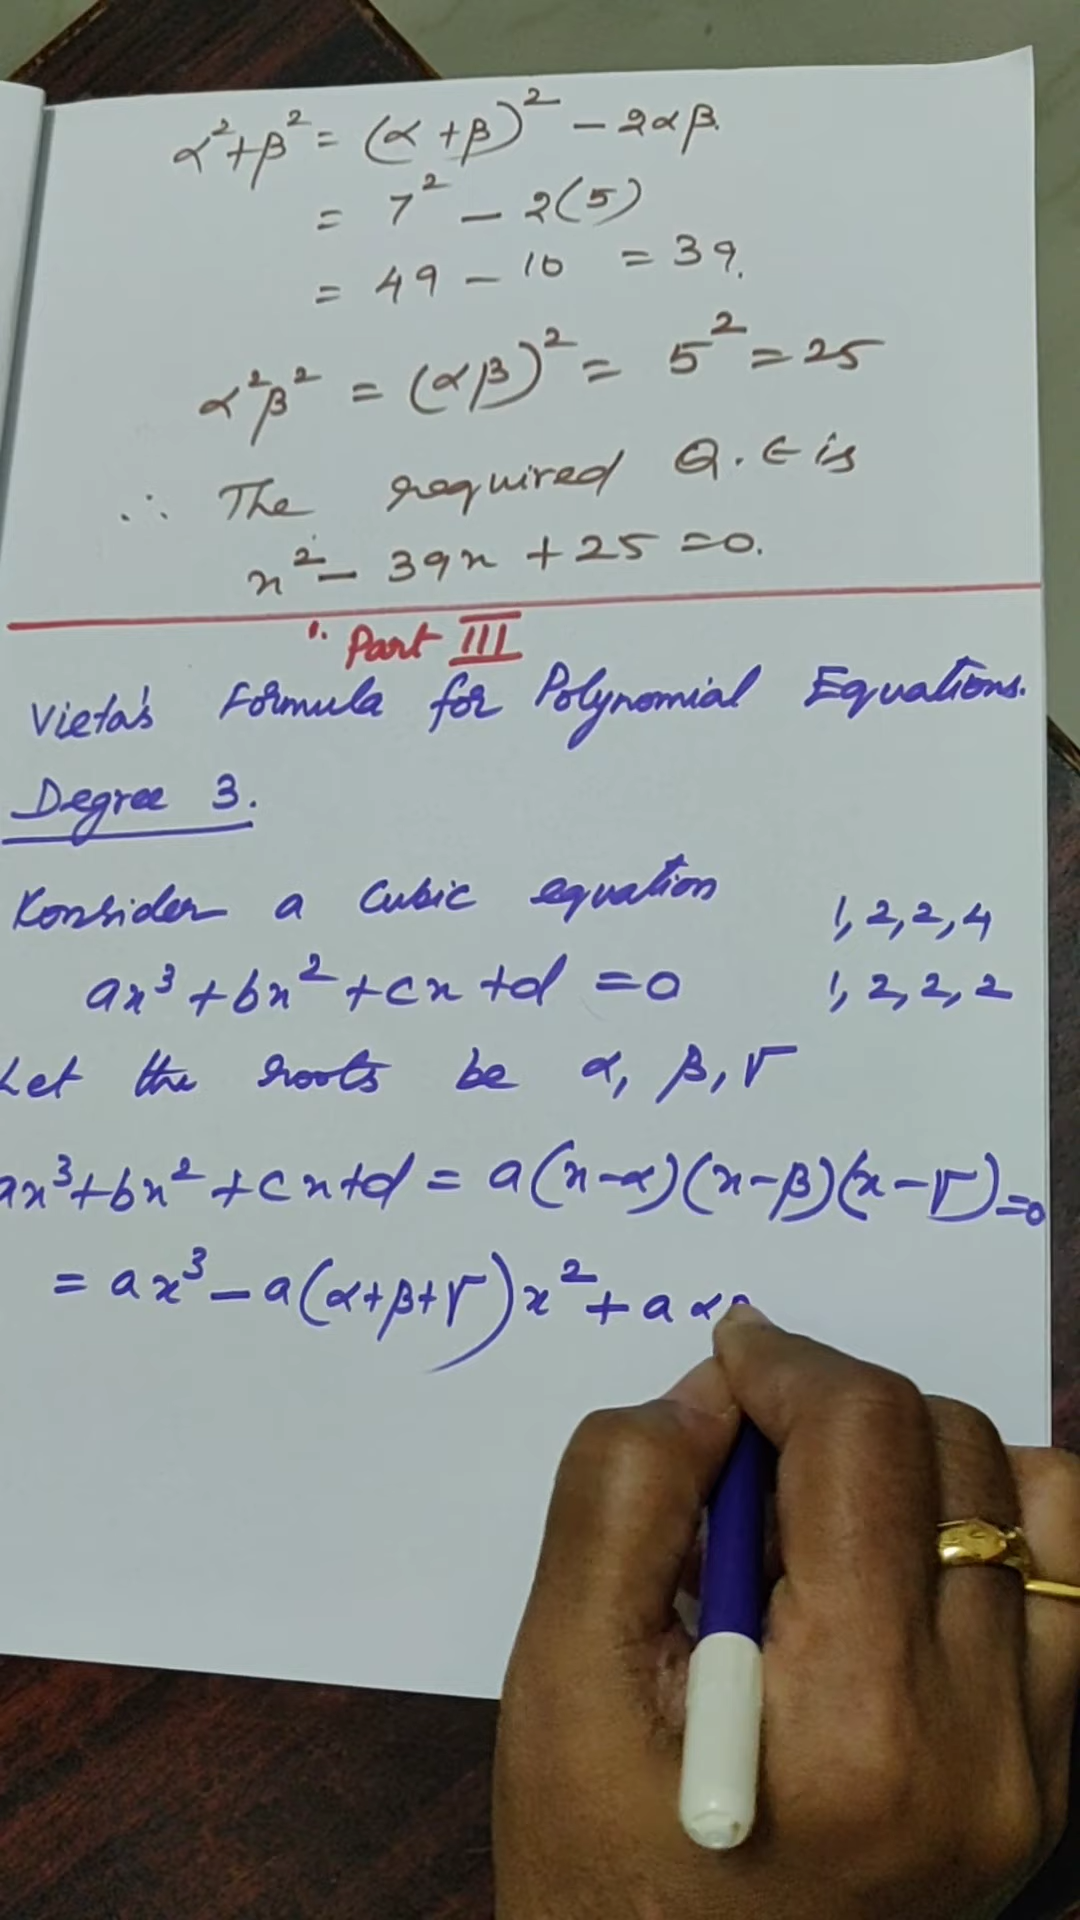 α²+β² = (α+β)² - 2αβ.
= 7² - 2(5)
= 49 - 10 = 39.
α²β² = (αβ)² = 5² = 25
∴ The required Q.E is
x² - 39x + 25 = 0.
Part III
Vieta's Formula for Polynomial Equations.
Degree 3.
Konsider a Cubic equation
1, 2, 2, 4
ax³ + bx² + cx + d = 0
1, 2, 2, 2
Let the roots be α, β, γ
ax³+bx²+cx+d = a(x-α)(x-β)(x-γ)=0
= ax³ - a(α+β+γ)x² + aα